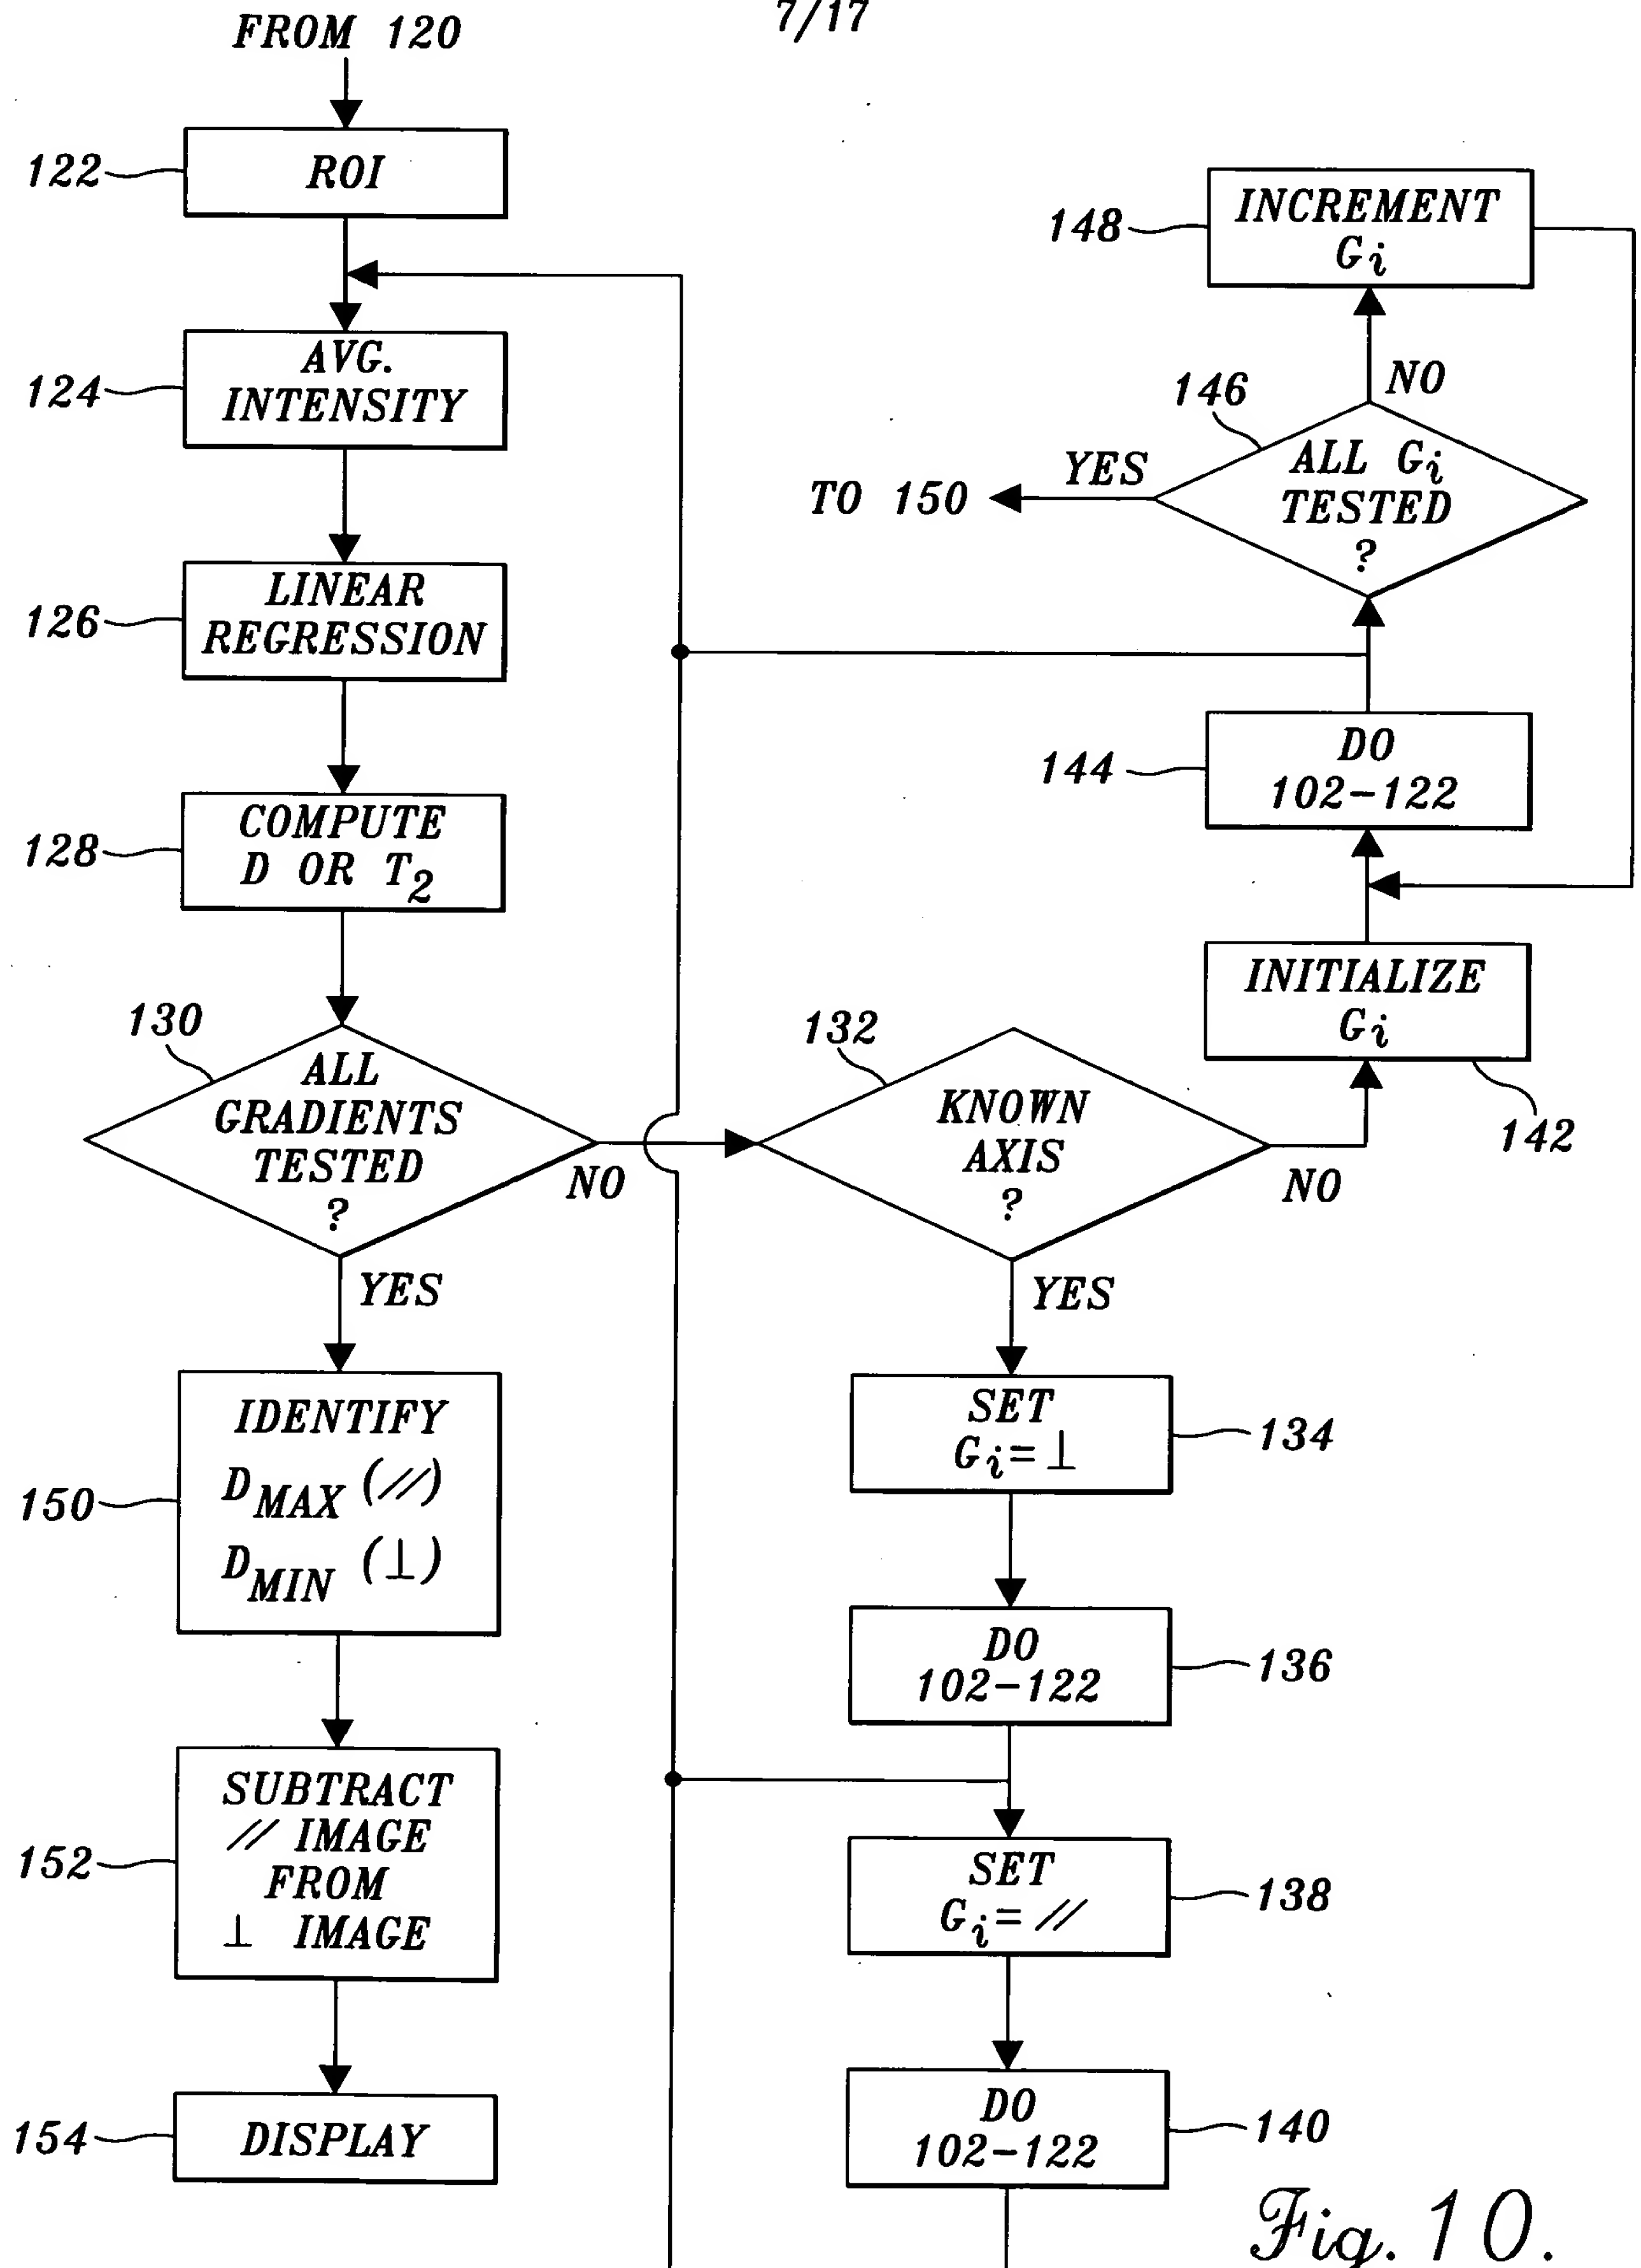 7/17
FROM 120
122
ROI
124
AVG.
INTENSITY
126
LINEAR
REGRESSION
128
COMPUTE
D OR T2
130
ALL
GRADIENTS
TESTED
?
NO
YES
150
IDENTIFY
DMAX (//)
DMIN (⊥)
152
SUBTRACT
// IMAGE
FROM
⊥ IMAGE
154
DISPLAY
132
KNOWN
AXIS
?
NO
YES
SET
Gi=⊥
134
DO
102-122
136
SET
Gi=//
138
DO
102-122
140
INITIALIZE
Gi
142
144
DO
102-122
146
ALL Gi
TESTED
?
YES
TO 150
NO
148
INCREMENT
Gi
Fig. 10.